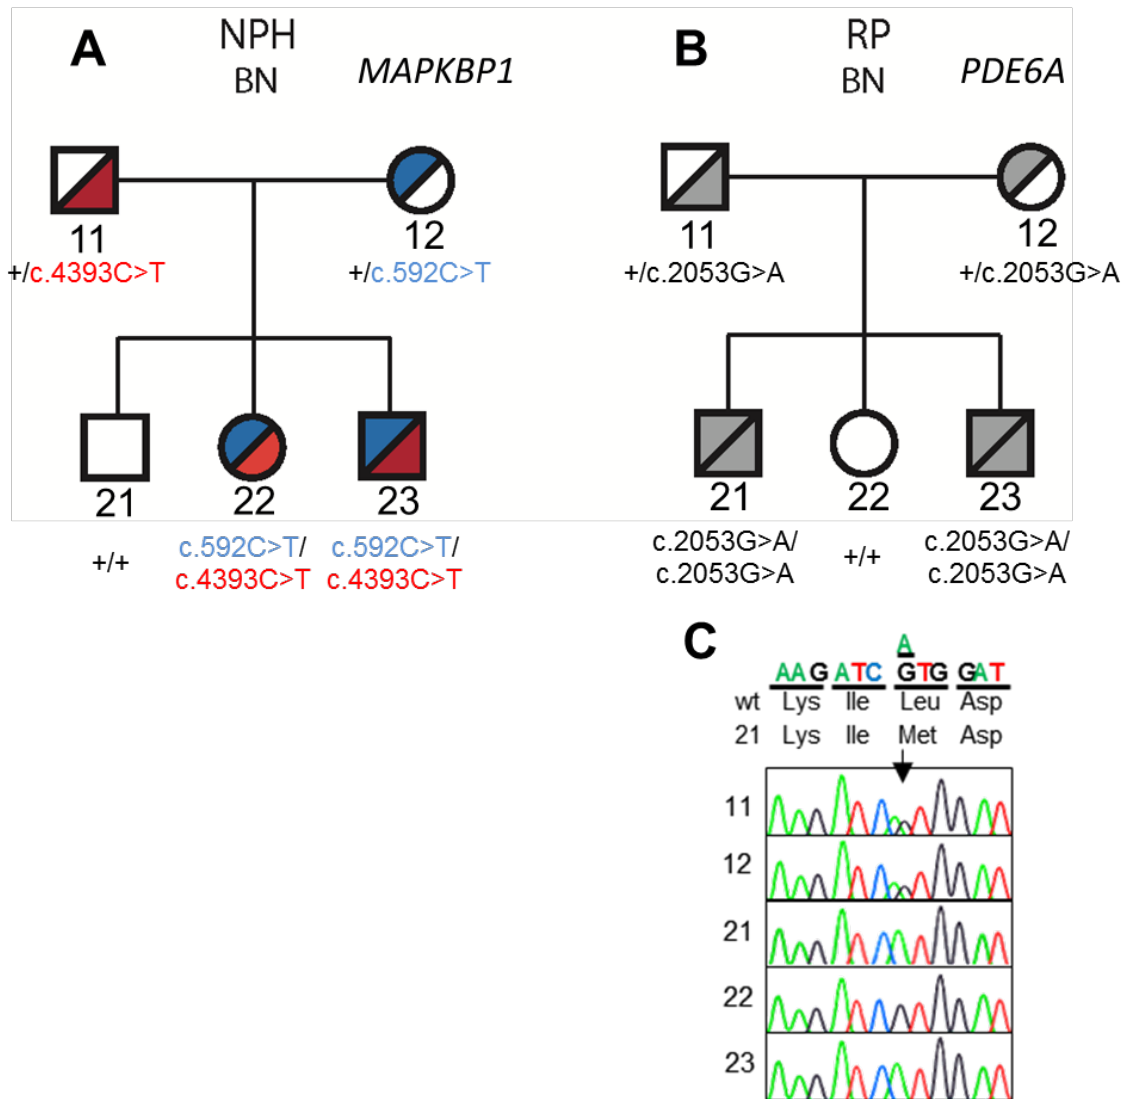 A
NPH
BN
MAPKBP1
11
+/c.4393C>T
12
+/c.592C>T
21
+/+
22
c.592C>T/
c.4393C>T
23
c.592C>T/
c.4393C>T
B
RP
BN
PDE6A
11
+/c.2053G>A
12
+/c.2053G>A
21
c.2053G>A/
c.2053G>A
22
+/+
23
c.2053G>A/
c.2053G>A
C
A
AAG ATC GTG GAT
wt Lys Ile Leu Asp
21 Lys Ile Met Asp
11
12
21
22
23